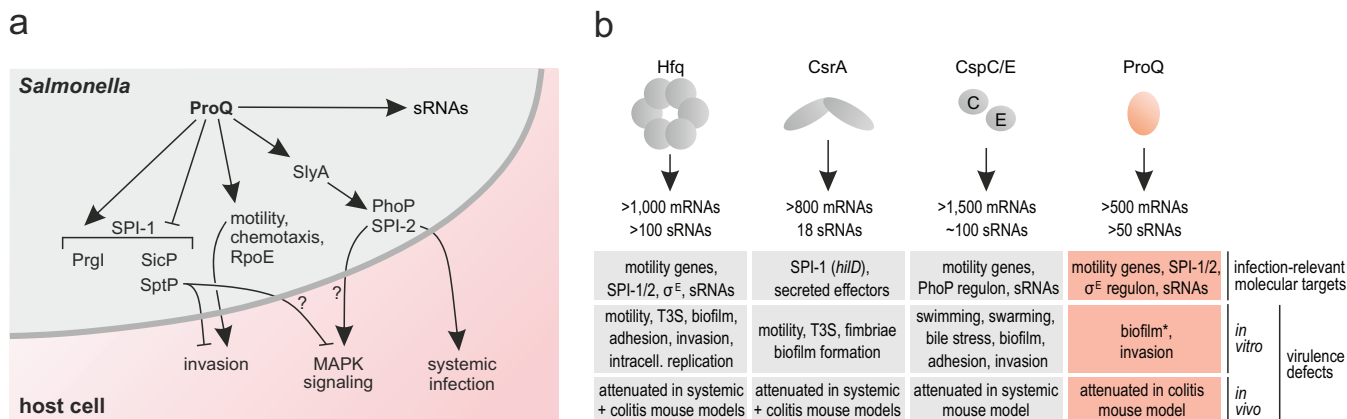 a
Salmonella
ProQ
sRNAs
SlyA
PhoP
SPI-2
SPI-1
motility,
chemotaxis,
RpoE
PrgI
SicP
SptP
?
?
invasion
MAPK
signaling
systemic
infection
host cell
b
Hfq
CsrA
CspC/E
ProQ
C
E
>1,000 mRNAs
>100 sRNAs
>800 mRNAs
18 sRNAs
>1,500 mRNAs
~100 sRNAs
>500 mRNAs
>50 sRNAs
motility genes,
SPI-1/2, σᴱ, sRNAs
SPI-1 (hilD),
secreted effectors
motility genes,
PhoP regulon, sRNAs
motility genes, SPI-1/2,
σᴱ regulon, sRNAs
infection-relevant
molecular targets
motility, T3S, biofilm,
adhesion, invasion,
intracell. replication
motility, T3S, fimbriae
biofilm formation
swimming, swarming,
bile stress, biofilm,
adhesion, invasion
biofilm*,
invasion
in
vitro
attenuated in systemic
+ colitis mouse models
attenuated in systemic
+ colitis mouse models
attenuated in systemic
mouse model
attenuated in colitis
mouse model
in
vivo
virulence
defects